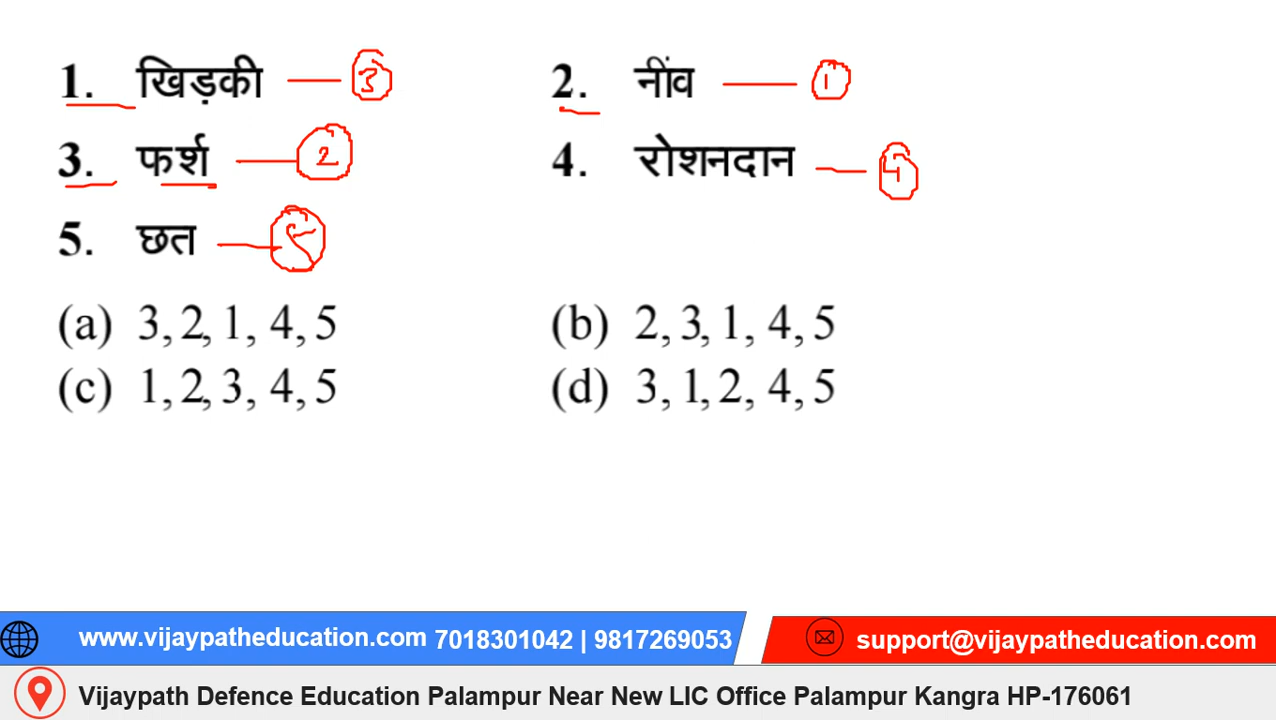 1. खिड़की — 3 2. नींव — 1
3. फर्श — 2 4. रोशनदान — 4
5. छत — 5
(a) 3, 2, 1, 4, 5 (b) 2, 3, 1, 4, 5
(c) 1, 2, 3, 4, 5 (d) 3, 1, 2, 4, 5
www.vijaypatheducation.com 7018301042 | 9817269053 support@vijaypatheducation.com
Vijaypath Defence Education Palampur Near New LIC Office Palampur Kangra HP-176061